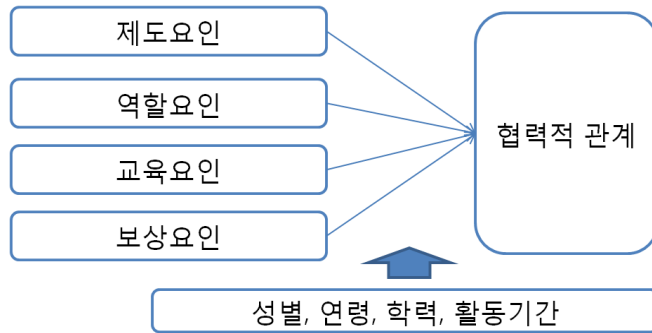 제도요인
역할요인
교육요인
보상요인
협력적 관계
성별, 연령, 학력, 활동기간